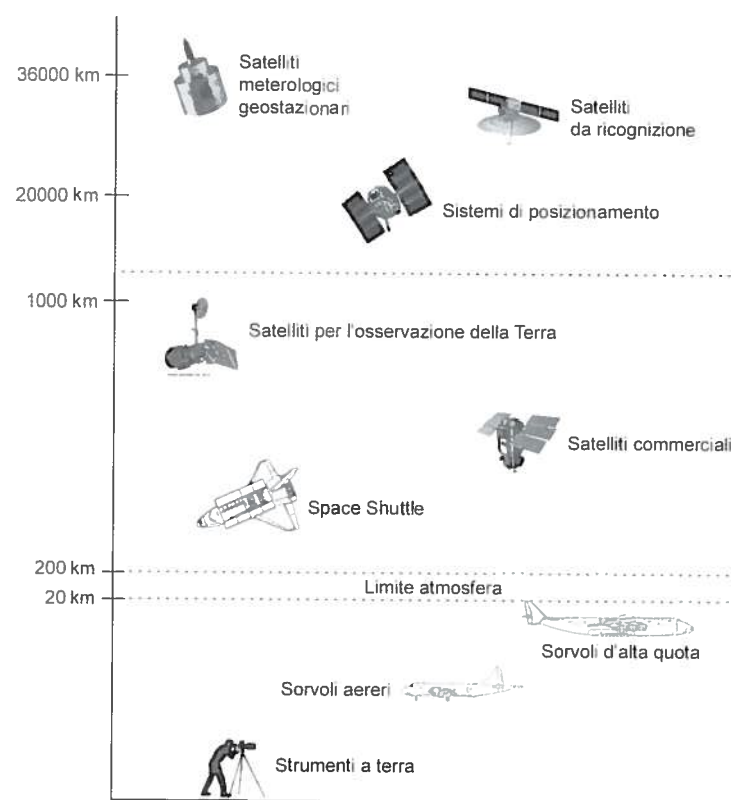 36000 km
Satelliti
meterologici
geostazionari
Satelliti
da ricognizione
20000 km
Sistemi di posizionamento
1000 km
Satelliti per l'osservazione della Terra
Satelliti commerciali
Space Shuttle
200 km
Limite atmosfera
20 km
Sorvoli d'alta quota
Sorvoli aereri
Strumenti a terra